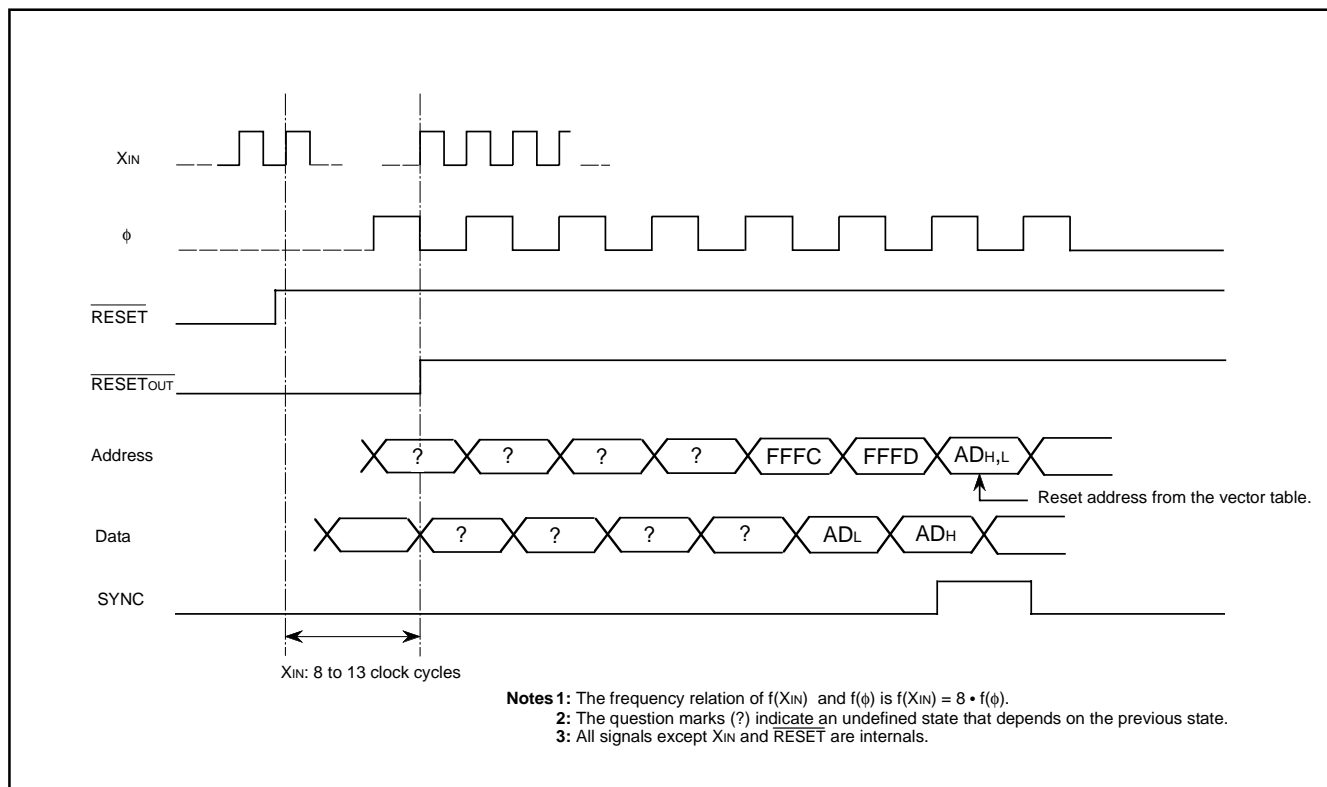 XIN
ϕ
RESET
RESETOUT
Address
? ? ? ? FFFC FFFD ADH,L
Reset address from the vector table.
Data
? ? ? ? ADL ADH
SYNC
XIN: 8 to 13 clock cycles
Notes 1: The frequency relation of f(XIN) and f(ϕ) is f(XIN) = 8 • f(ϕ).
2: The question marks (?) indicate an undefined state that depends on the previous state.
3: All signals except XIN and RESET are internals.